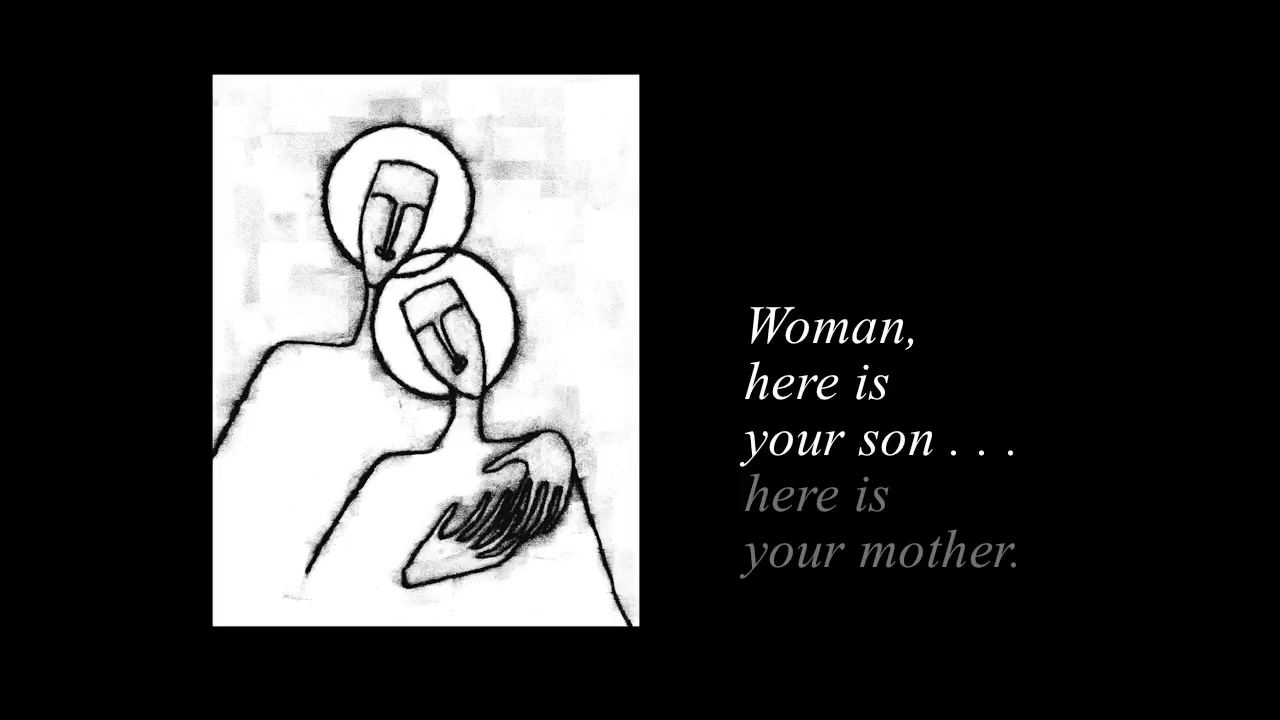 Woman,
here is
your son . . .
here is
your mother.